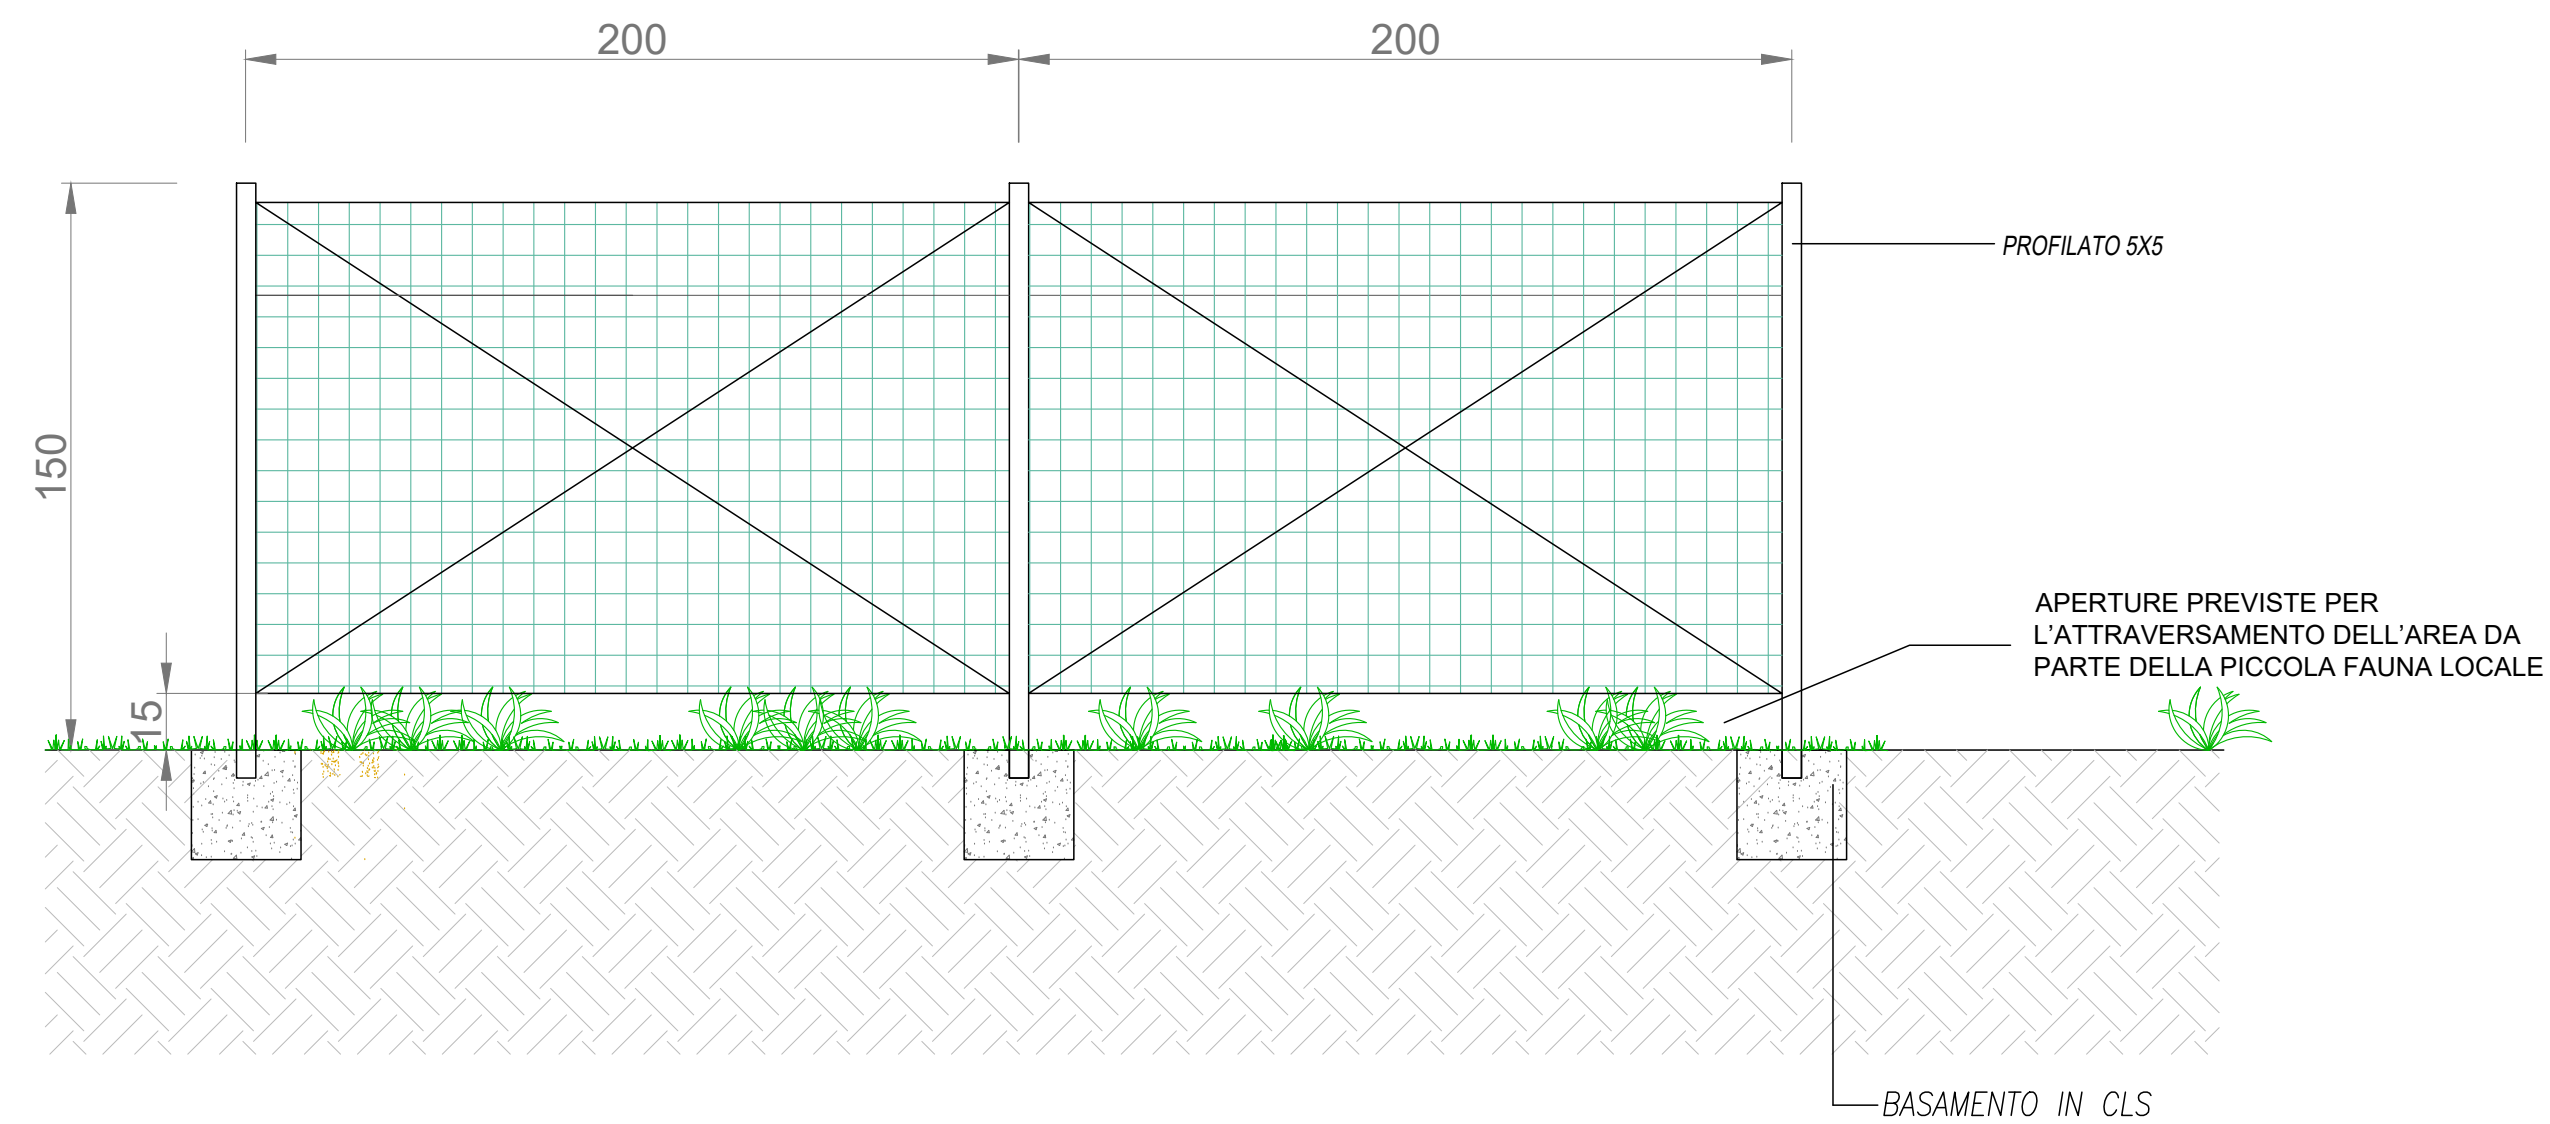 200
200
PROFILATO 5X5
150
APERTURE PREVISTE PER
L'ATTRAVERSAMENTO DELL'AREA DA
PARTE DELLA PICCOLA FAUNA LOCALE
15
BASAMENTO IN CLS